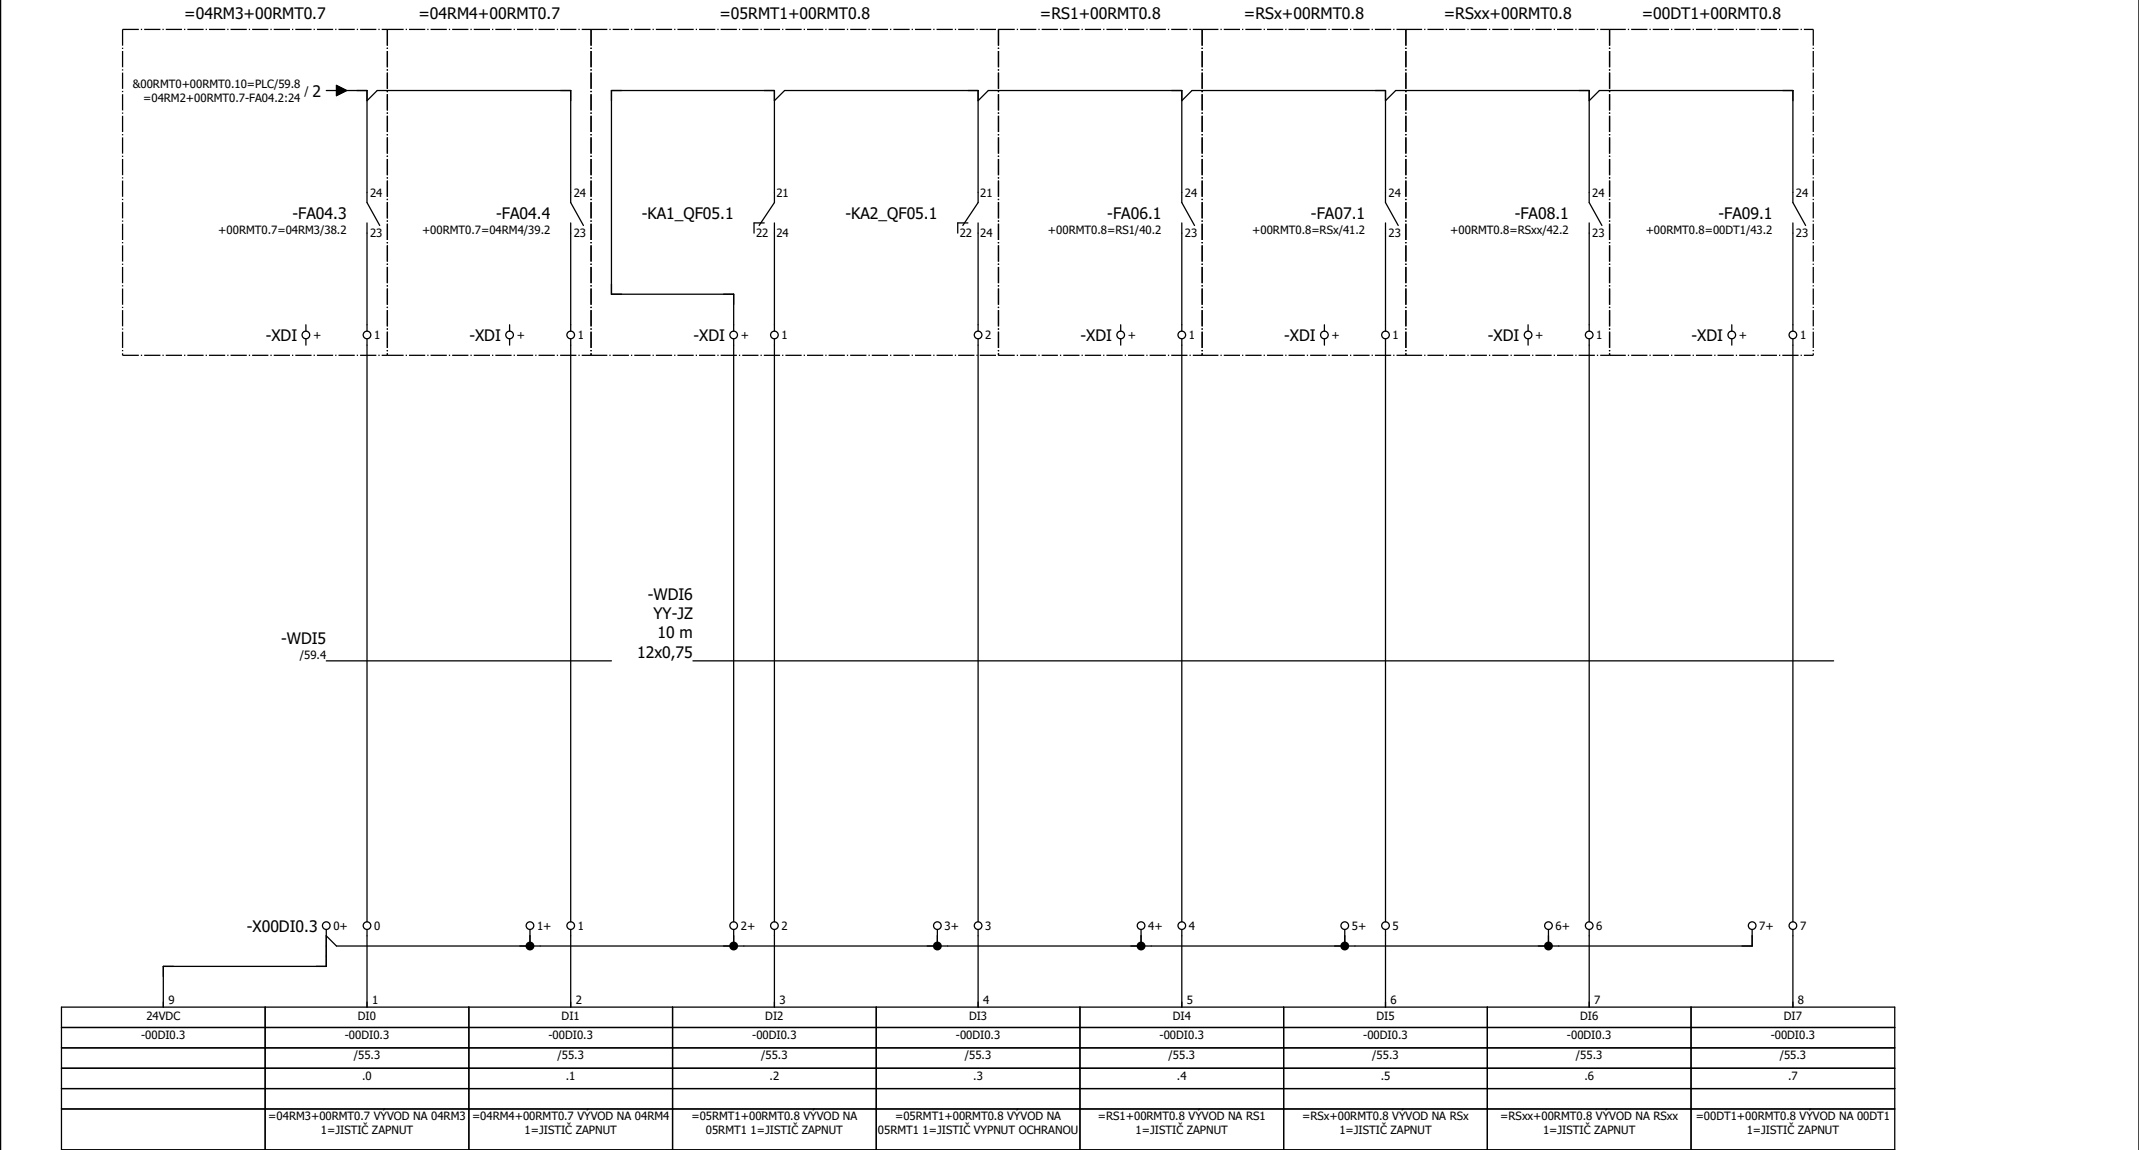 =04RM3+00RMT0.7 =04RM4+00RMT0.7 =05RMT1+00RMT0.8 =RS1+00RMT0.8 =RSx+00RMT0.8 =RSxx+00RMT0.8 =00DT1+00RMT0.8
&00RMT0+00RMT0.10=PLC/59.8
=04RM2+00RMT0.7-FA04.2:24 / 2
24 24 21 21 24 24 24 24
-FA04.3 -FA04.4 -KA1_QF05.1 -KA2_QF05.1 -FA06.1 -FA07.1 -FA08.1 -FA09.1
+00RMT0.7=04RM3/38.2 23 +00RMT0.7=04RM4/39.2 23 22 24 22 24 +00RMT0.8=RS1/40.2 23 +00RMT0.8=RSx/41.2 23 +00RMT0.8=RSxx/42.2 23 +00RMT0.8=00DT1/43.2 23
-XDI + 1 -XDI + 1 -XDI + 1 2 -XDI + 1 -XDI + 1 -XDI + 1 -XDI + 1
-WDI6
YY-JZ
10 m
12x0,75
-WDI5
/59.4
-X00DI0.3 0+ 0 1+ 1 2+ 2 3+ 3 4+ 4 5+ 5 6+ 6 7+ 7
9 1 2 3 4 5 6 7 8
24VDC DI0 DI1 DI2 DI3 DI4 DI5 DI6 DI7
-00DI0.3 -00DI0.3 -00DI0.3 -00DI0.3 -00DI0.3 -00DI0.3 -00DI0.3 -00DI0.3 -00DI0.3
/55.3 /55.3 /55.3 /55.3 /55.3 /55.3 /55.3 /55.3
.0 .1 .2 .3 .4 .5 .6 .7
=04RM3+00RMT0.7 VÝVOD NA 04RM3
1=JISTIČ ZAPNUT
=04RM4+00RMT0.7 VÝVOD NA 04RM4
1=JISTIČ ZAPNUT
=05RMT1+00RMT0.8 VÝVOD NA
05RMT1 1=JISTIČ ZAPNUT
=05RMT1+00RMT0.8 VÝVOD NA
05RMT1 1=JISTIČ VYPNUT OCHRANOU
=RS1+00RMT0.8 VÝVOD NA RS1
1=JISTIČ ZAPNUT
=RSx+00RMT0.8 VÝVOD NA RSx
1=JISTIČ ZAPNUT
=RSxx+00RMT0.8 VÝVOD NA RSxx
1=JISTIČ ZAPNUT
=00DT1+00RMT0.8 VÝVOD NA 00DT1
1=JISTIČ ZAPNUT